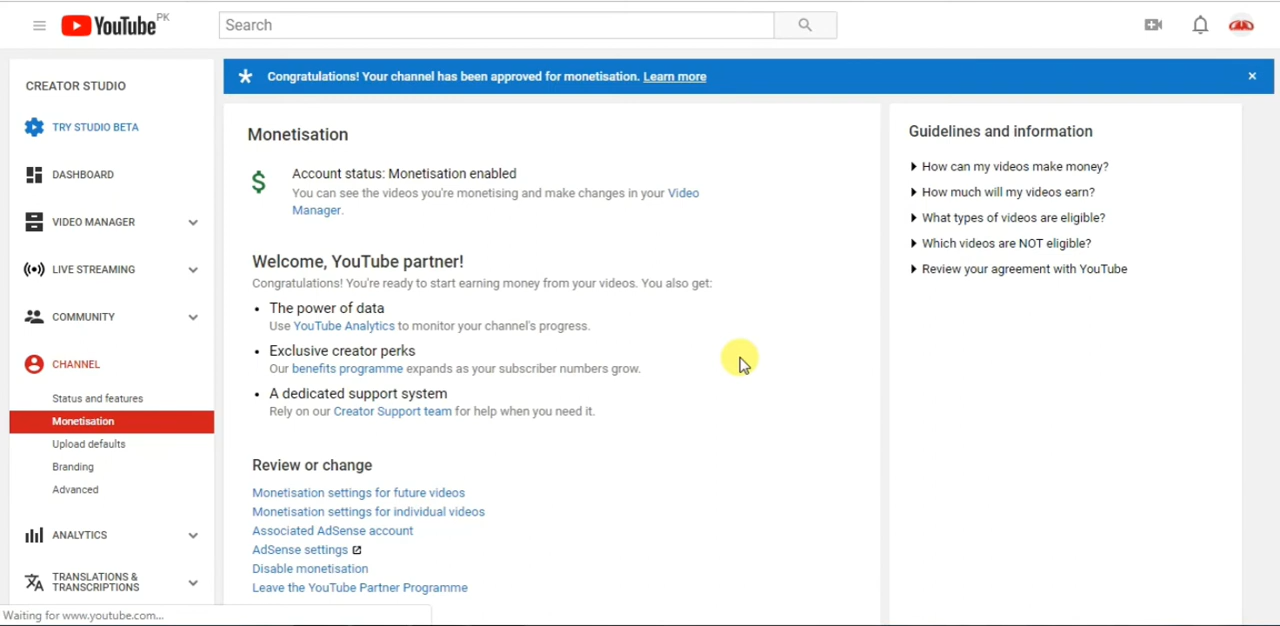 YouTube PK
Search
CREATOR STUDIO
TRY STUDIO BETA
DASHBOARD
VIDEO MANAGER
LIVE STREAMING
COMMUNITY
CHANNEL
Status and features
Monetisation
Upload defaults
Branding
Advanced
ANALYTICS
TRANSLATIONS &
TRANSCRIPTIONS
Waiting for www.youtube.com...
Congratulations! Your channel has been approved for monetisation. Learn more
Monetisation
Account status: Monetisation enabled
You can see the videos you're monetising and make changes in your Video
Manager.
Welcome, YouTube partner!
Congratulations! You're ready to start earning money from your videos. You also get:
• The power of data
Use YouTube Analytics to monitor your channel's progress.
• Exclusive creator perks
Our benefits programme expands as your subscriber numbers grow.
• A dedicated support system
Rely on our Creator Support team for help when you need it.
Review or change
Monetisation settings for future videos
Monetisation settings for individual videos
Associated AdSense account
AdSense settings
Disable monetisation
Leave the YouTube Partner Programme
Guidelines and information
How can my videos make money?
How much will my videos earn?
What types of videos are eligible?
Which videos are NOT eligible?
Review your agreement with YouTube